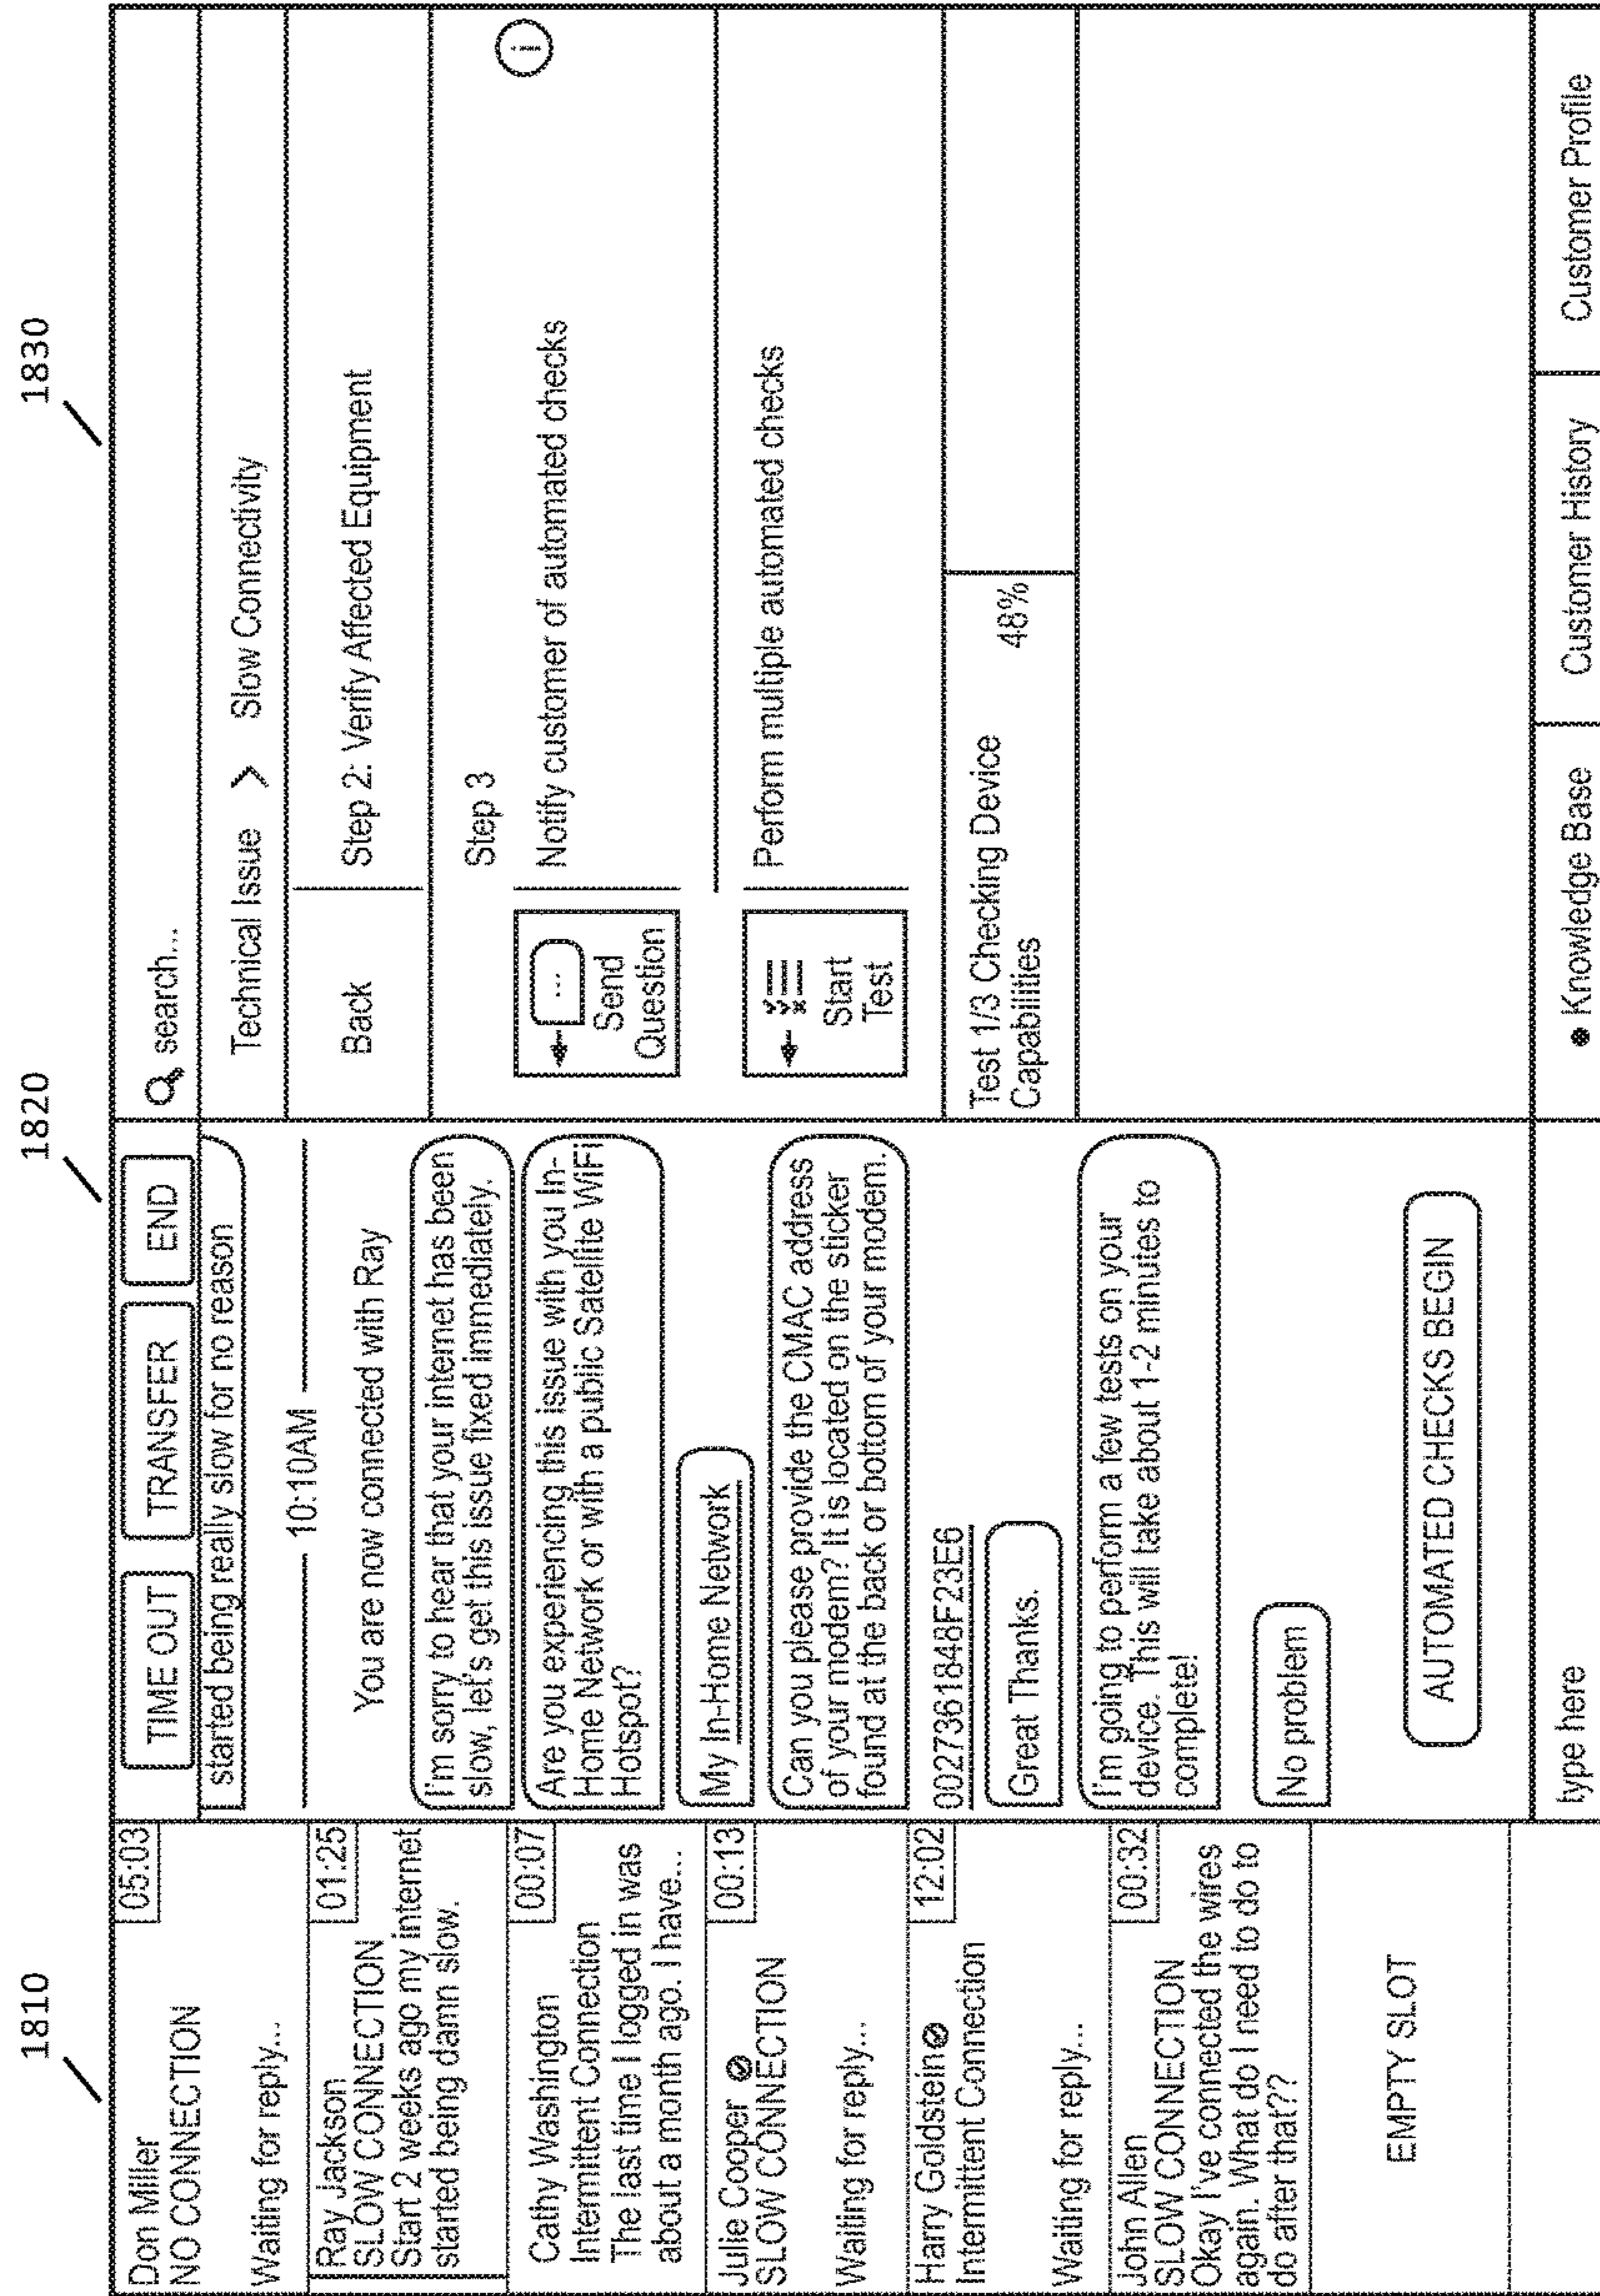 1810
1820
1830
Don Miller
05:03
NO CONNECTION
Waiting for reply...
Ray Jackson
01:25
SLOW CONNECTION
Start 2 weeks ago my internet
started being damn slow.
Cathy Washington
00:07
Intermittent Connection
The last time I logged in was
about a month ago. I have...
Julie Cooper
00:13
SLOW CONNECTION
Waiting for reply...
Harry Goldstein
12:02
Intermittent Connection
Waiting for reply...
John Allen
00:32
SLOW CONNECTION
Okay I've connected the wires
again. What do I need to do to
do after that??
EMPTY SLOT
TIME OUT
TRANSFER
END
started being really slow for no reason
10:10AM
You are now connected with Ray
I'm sorry to hear that your internet has been
slow, let's get this issue fixed immediately.
Are you experiencing this issue with you In-
Home Network or with a public Satellite WiFi
Hotspot?
My In-Home Network
Can you please provide the CMAC address
of your modem? It is located on the sticker
found at the back or bottom of your modem.
0027361848F23E6
Great Thanks.
I'm going to perform a few tests on your
device. This will take about 1-2 minutes to
complete!
No problem
AUTOMATED CHECKS BEGIN
type here
search...
Technical Issue > Slow Connectivity
Back
Step 2: Verify Affected Equipment
Step 3
i
...
Send
Question
Notify customer of automated checks
Start
Test
Perform multiple automated checks
Test 1/3 Checking Device
Capabilities
48%
Knowledge Base
Customer History
Customer Profile